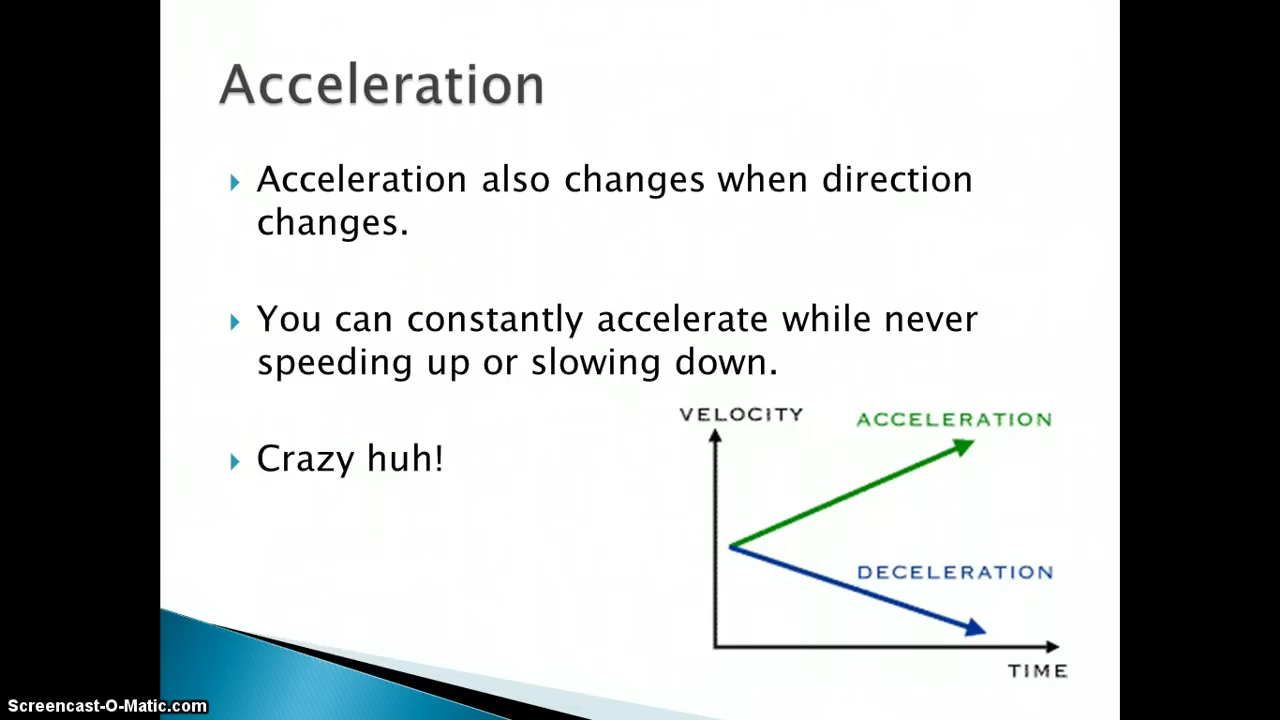 Acceleration
Acceleration also changes when direction
changes.
You can constantly accelerate while never
speeding up or slowing down.
Crazy huh!
VELOCITY
ACCELERATION
DECELERATION
TIME
Screencast-O-Matic.com